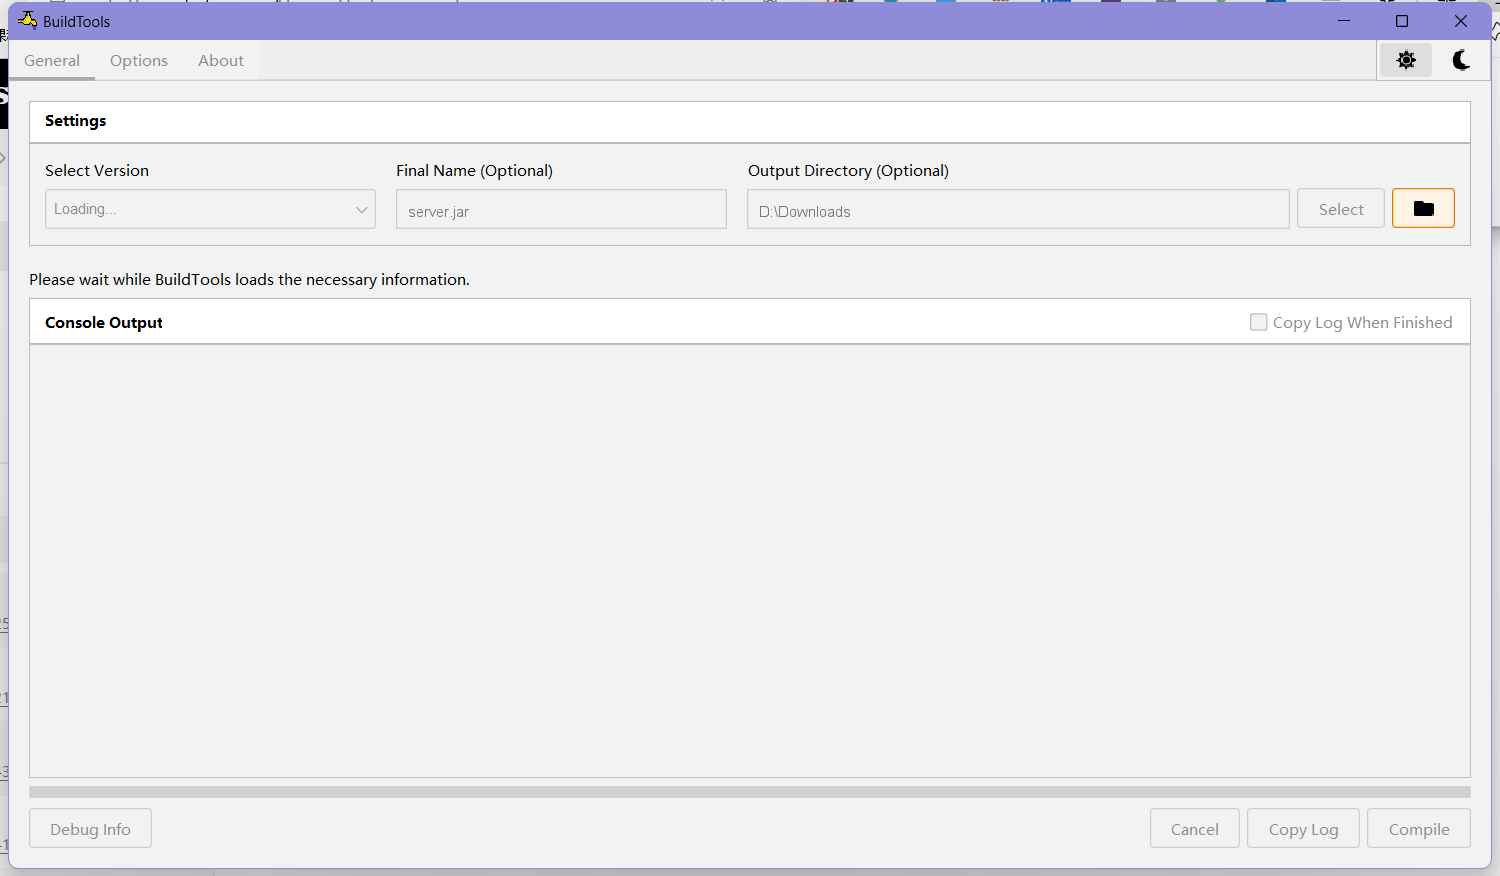 BuildTools
General Options About
Settings
Select Version Final Name (Optional) Output Directory (Optional)
Loading... server.jar D:\Downloads Select
Please wait while BuildTools loads the necessary information.
Console Output Copy Log When Finished
Debug Info Cancel Copy Log Compile